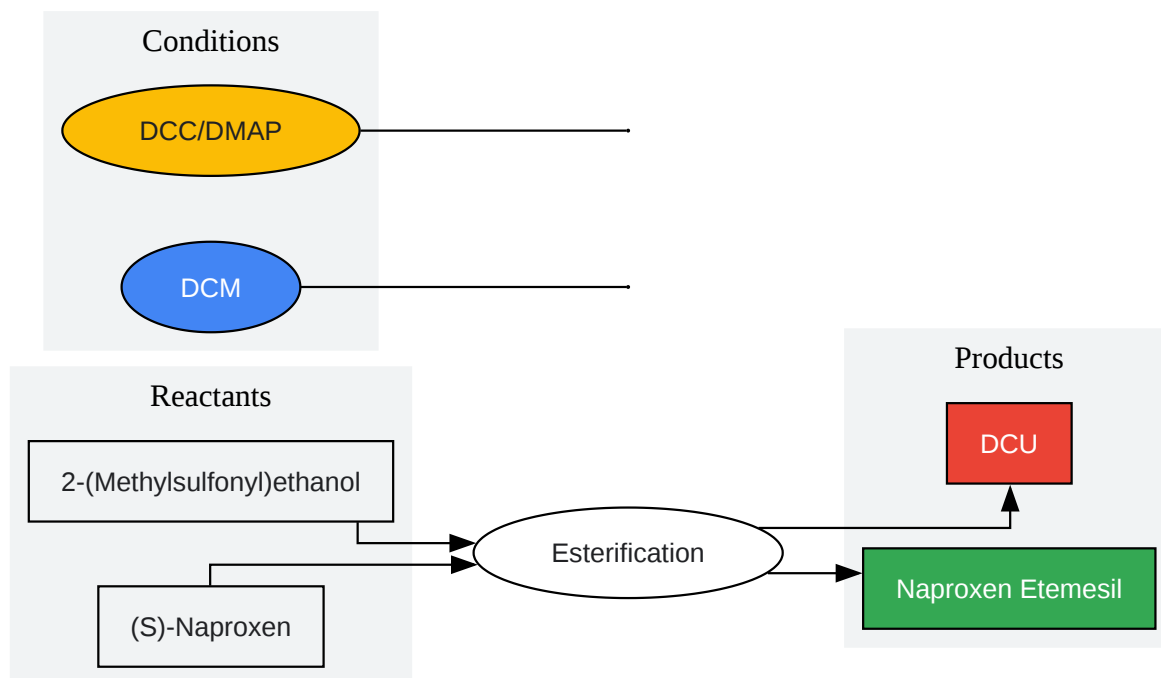 Conditions
DCC/DMAP
DCM
Reactants
2-(Methylsulfonyl)ethanol
(S)-Naproxen
Esterification
Products
DCU
Naproxen Etemesil